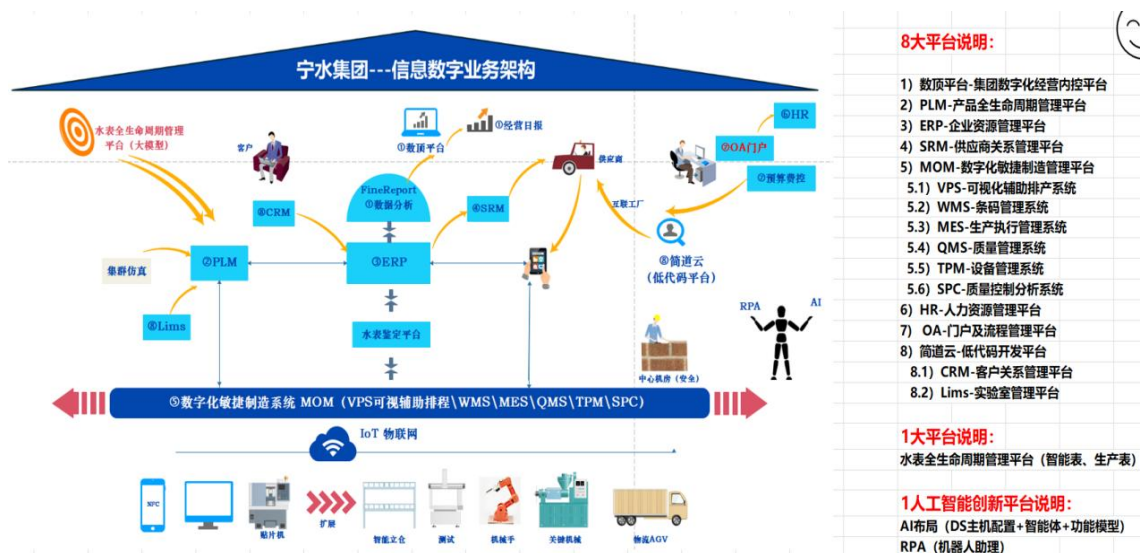 宁水集团---信息数字业务架构
水表全生命周期管理
平台（大模型）
客户
①数顶平台
①经营日报
供应商
⑥HR
⑦OA门户
⑦预算费控
FineReport
①数据分析
⑧CRM
④SRM
互联工厂
②PLM
③ERP
⑧简道云
（低代码平台）
集群仿真
⑧Lims
水表鉴定平台
中心机房（安全）
RPA
AI
⑤数字化敏捷制造系统 MOM（VPS可视辅助排程\WMS\MES\QMS\TPM\SPC）
IoT 物联网
NFC
贴片机
扩展
智能立仓
测试
机械手
关键机械
物流AGV
8大平台说明：
1）数顶平台-集团数字化经营内控平台
2）PLM-产品全生命周期管理平台
3）ERP-企业资源管理平台
4）SRM-供应商关系管理平台
5）MOM-数字化敏捷制造管理平台
5.1）VPS-可视化辅助排产系统
5.2）WMS-条码管理系统
5.3）MES-生产执行管理系统
5.4）QMS-质量管理系统
5.5）TPM-设备管理系统
5.6）SPC-质量控制分析系统
6）HR-人力资源管理平台
7）OA-门户及流程管理平台
8）简道云-低代码开发平台
8.1）CRM-客户关系管理平台
8.2）Lims-实验室管理平台
1大平台说明：
水表全生命周期管理平台（智能表、生产表）
1人工智能创新平台说明：
AI布局（DS主机配置+智能体+功能模型）
RPA（机器人助理）